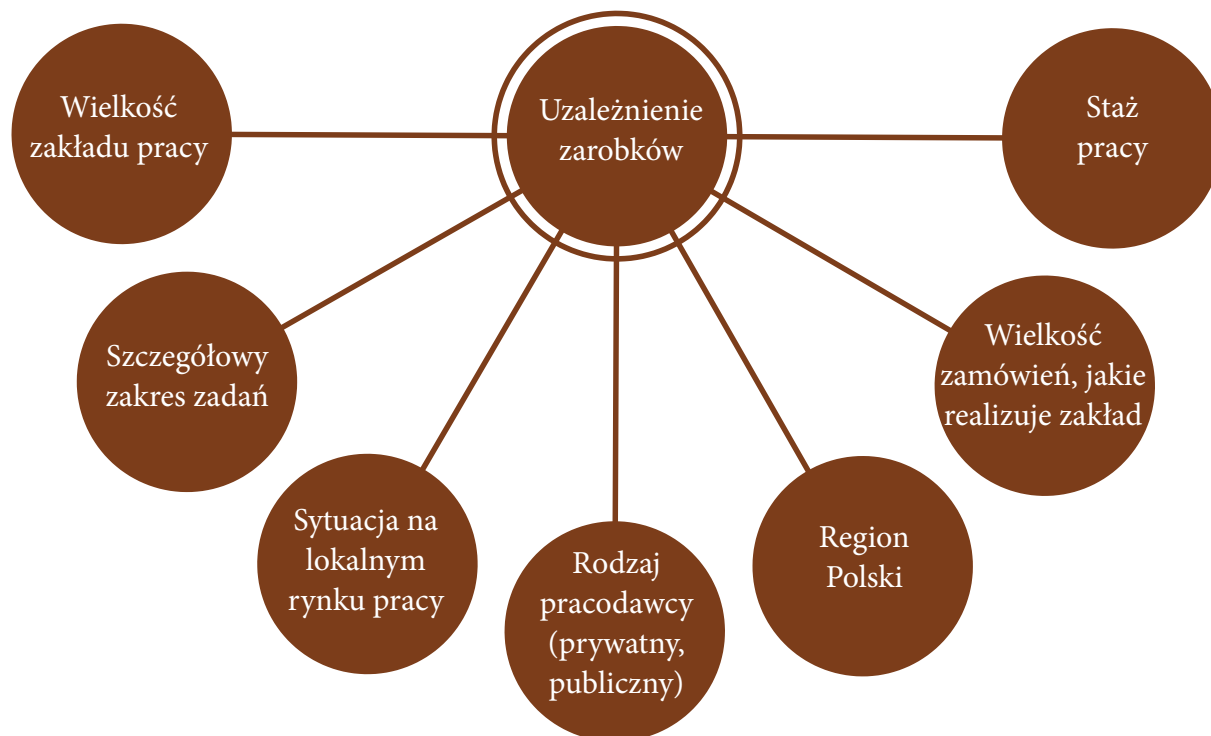 Uzależnienie
zarobków
Wielkość
zakładu pracy
Szczegółowy
zakres zadań
Sytuacja na
lokalnym
rynku pracy
Rodzaj
pracodawcy
(prywatny,
publiczny)
Region
Polski
Wielkość
zamówień, jakie
realizuje zakład
Staż
pracy